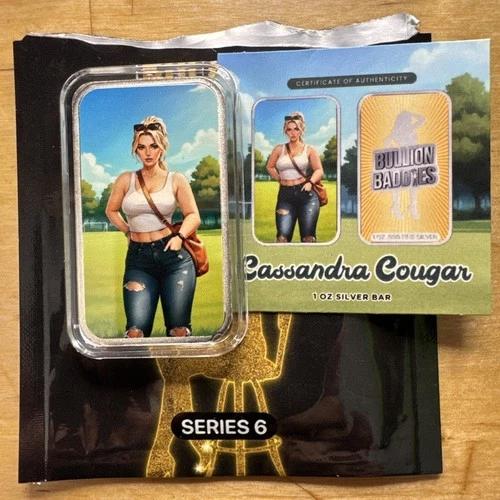 CERTIFICATE OF AUTHENTICITY
BULLION
BADDIES
1 OZ .999 FINE SILVER
Cassandra Cougar
1 OZ SILVER BAR
SERIES 6